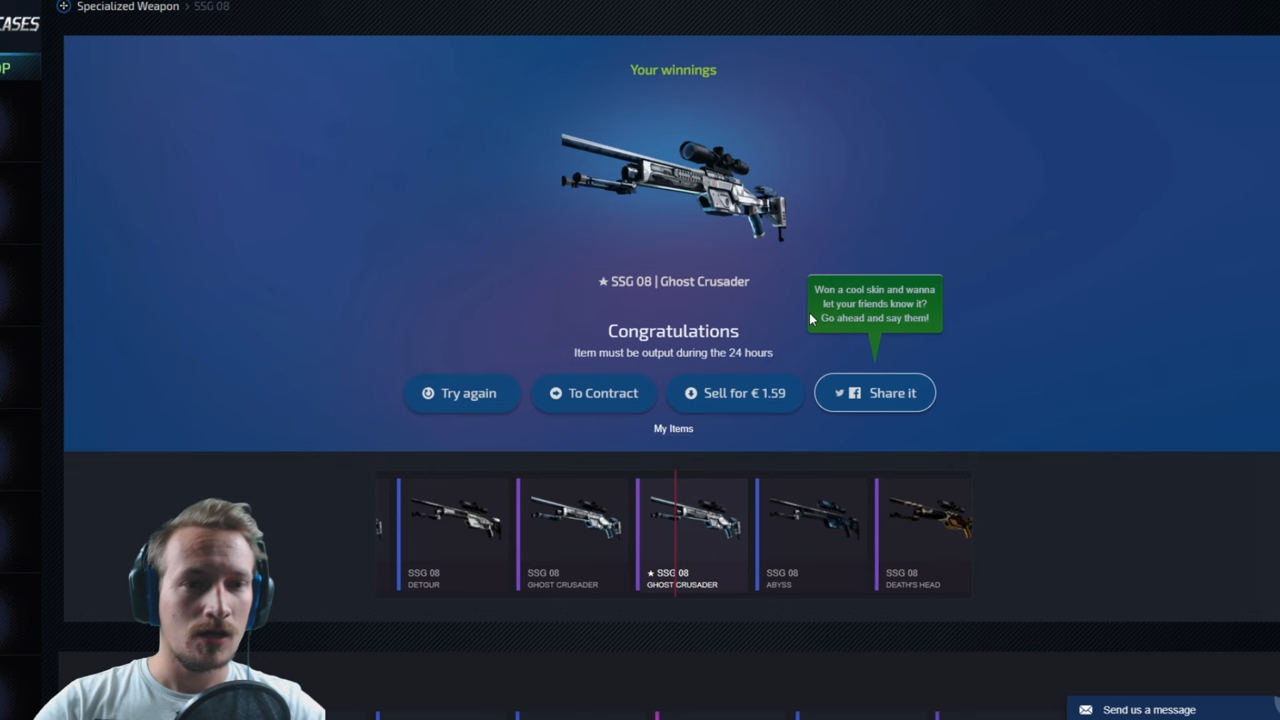 CASES
Specialized Weapon › SSG 08
OP
Your winnings
★ SSG 08 | Ghost Crusader
Won a cool skin and wanna
let your friends know it?
Go ahead and say them!
Congratulations
Item must be output during the 24 hours
Try again
To Contract
Sell for € 1.59
Share it
My Items
SSG 08
DETOUR
SSG 08
GHOST CRUSADER
★ SSG 08
GHOST CRUSADER
SSG 08
ABYSS
SSG 08
DEATH'S HEAD
Send us a message